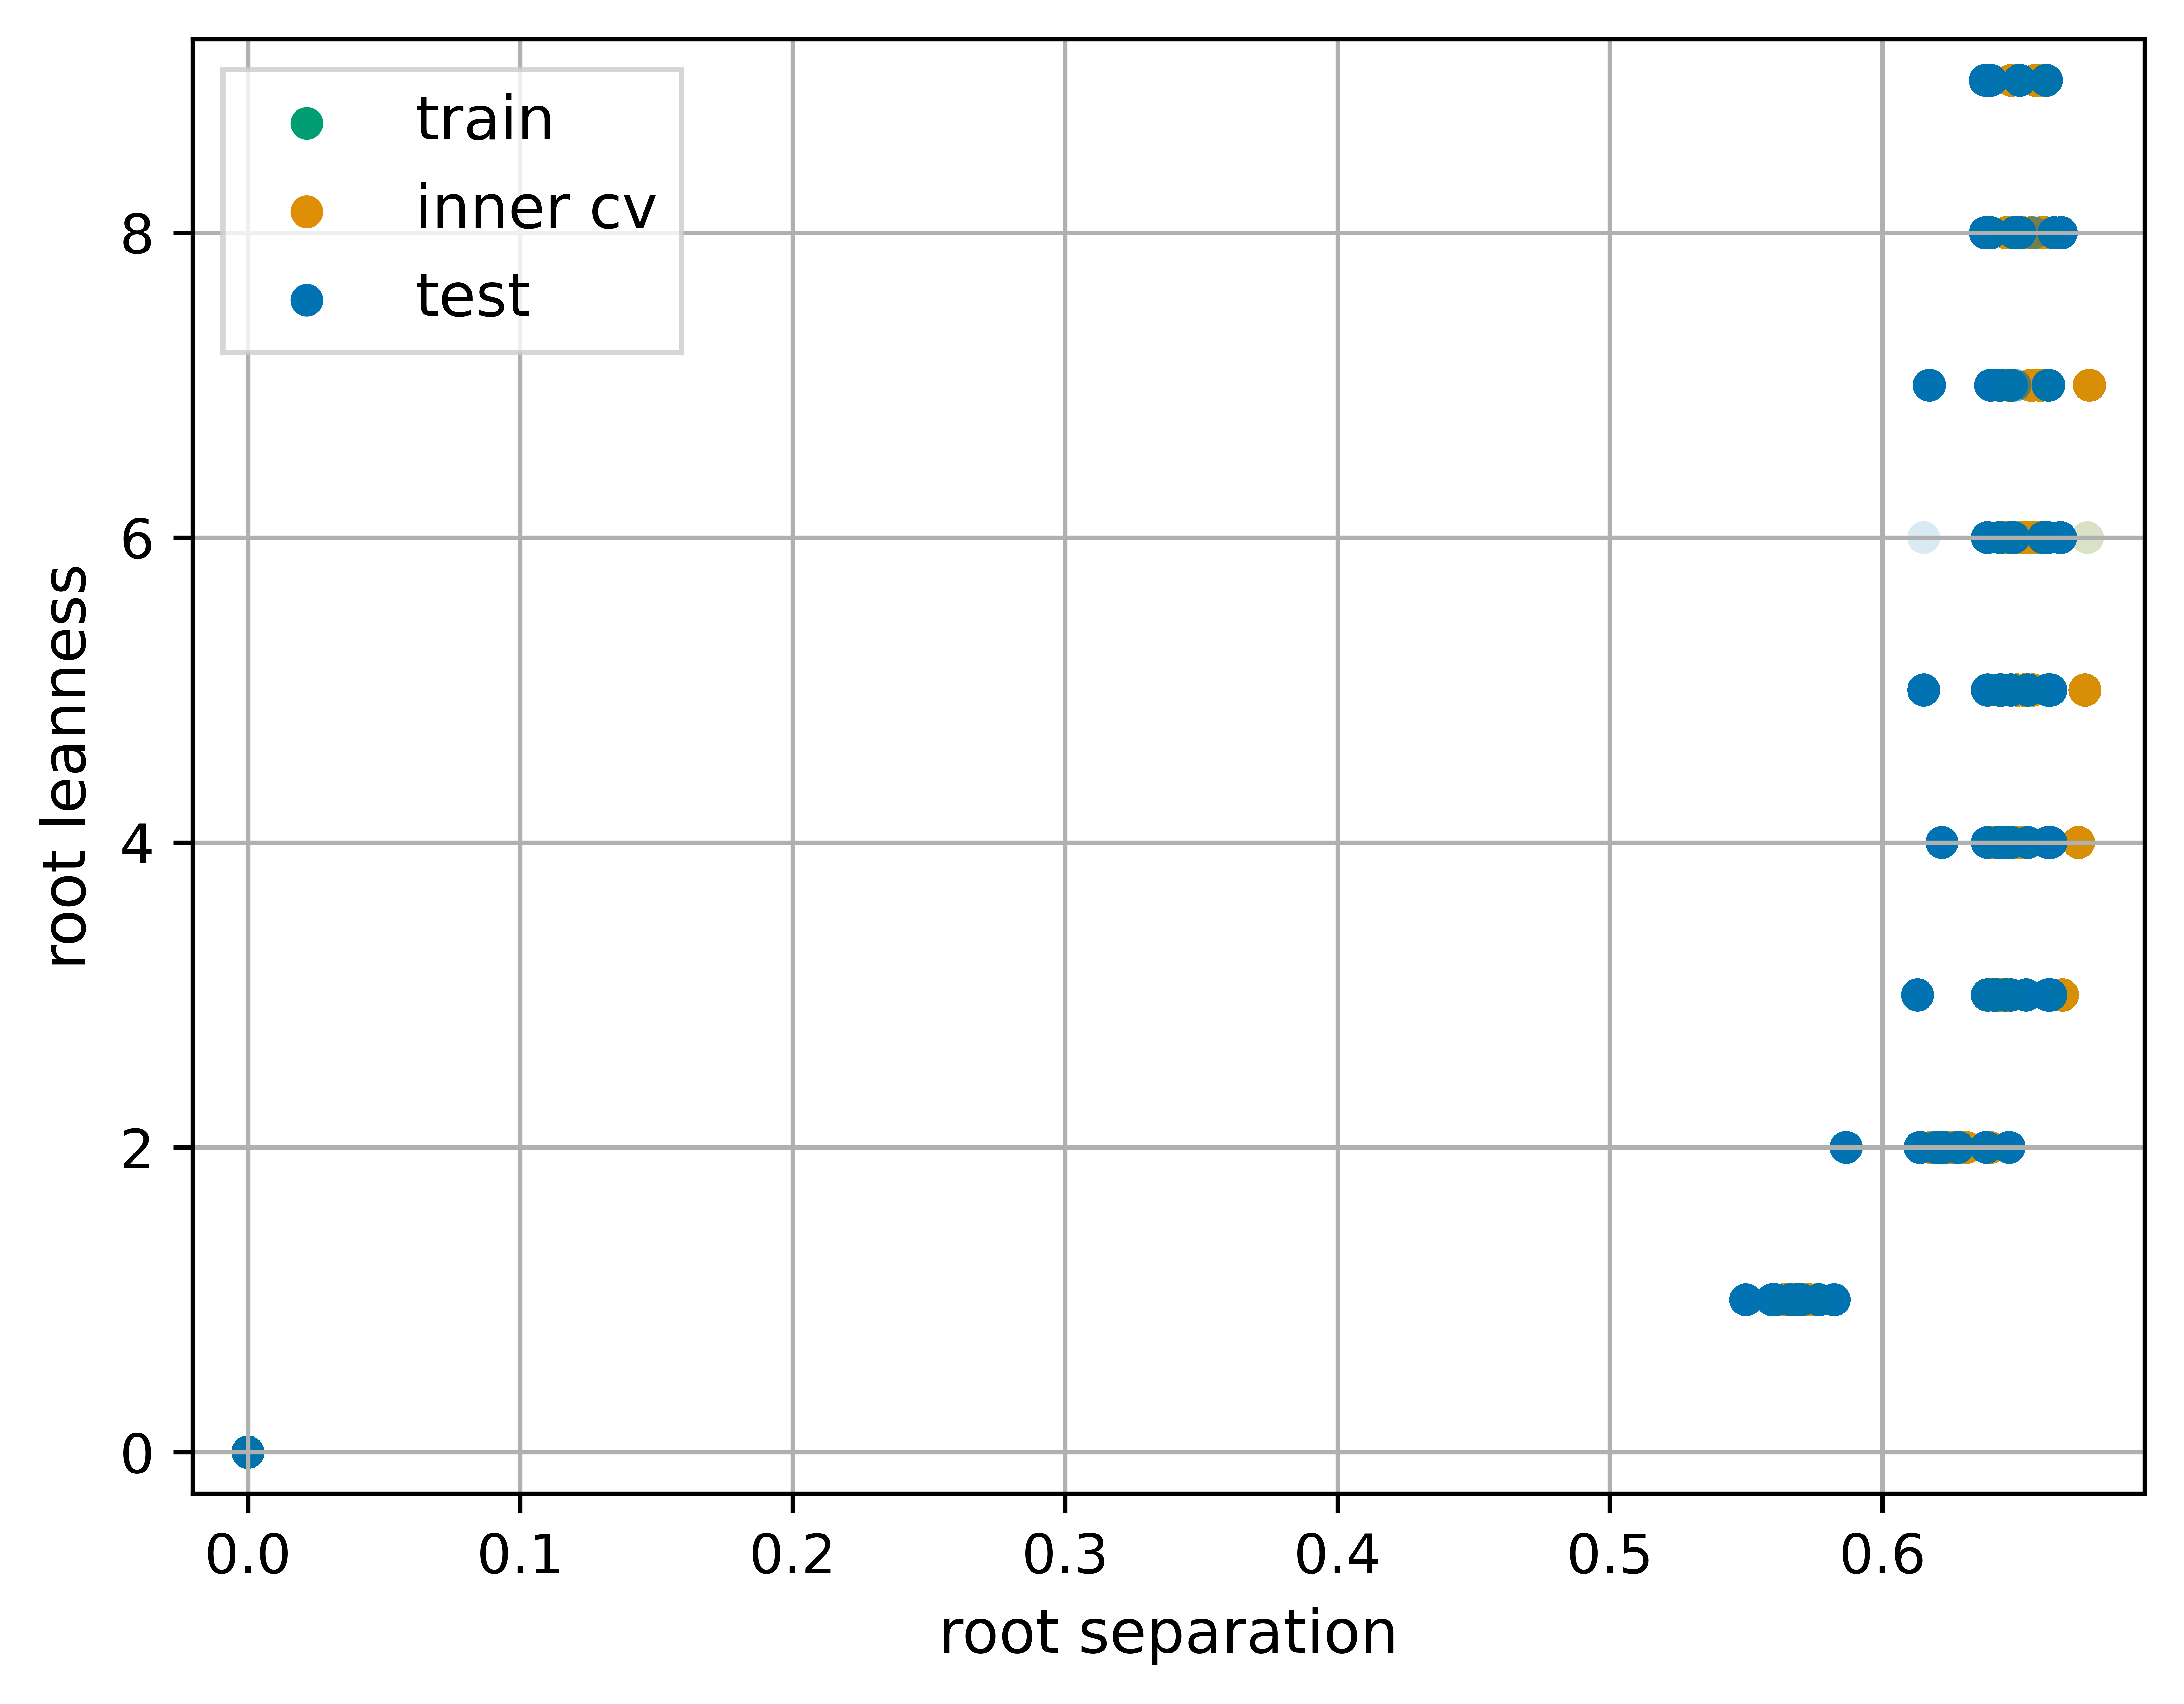 train
inner cv
test
root leanness
8
6
4
2
0
0.0 0.1 0.2 0.3 0.4 0.5 0.6
root separation